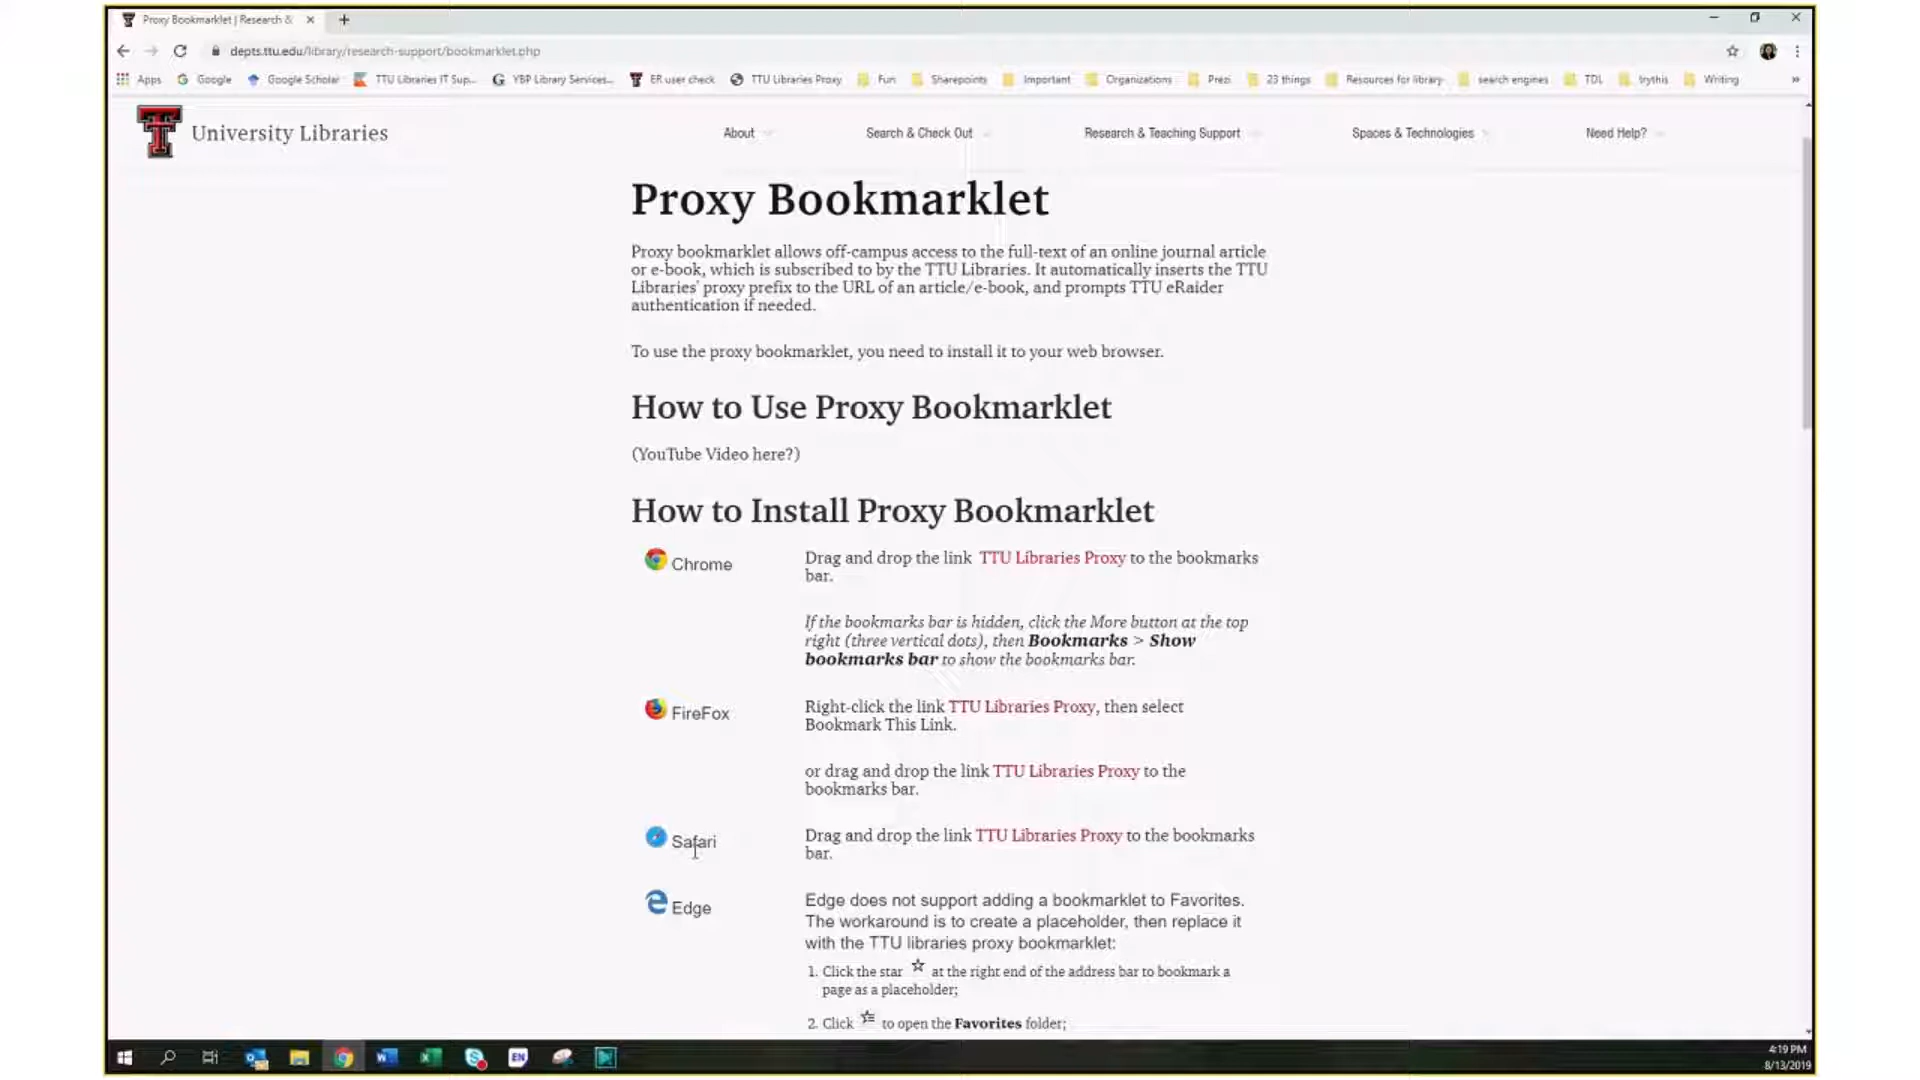 Proxy Bookmarklet | Research &
depts.ttu.edu/library/research-support/bookmarklet.php
Apps Google Google Scholar TTU Libraries IT Sup... YBP Library Services... ER user check TTU Libraries Proxy Fun Sharepoints Important Organizations Prezi 23 things Resources for library search engines TDL trythis Writing »
University Libraries About Search & Check Out Research & Teaching Support Spaces & Technologies Need Help?
Proxy Bookmarklet
Proxy bookmarklet allows off-campus access to the full-text of an online journal article
or e-book, which is subscribed to by the TTU Libraries. It automatically inserts the TTU
Libraries' proxy prefix to the URL of an article/e-book, and prompts TTU eRaider
authentication if needed.
To use the proxy bookmarklet, you need to install it to your web browser.
How to Use Proxy Bookmarklet
(YouTube Video here?)
How to Install Proxy Bookmarklet
Chrome
Drag and drop the link TTU Libraries Proxy to the bookmarks
bar.
If the bookmarks bar is hidden, click the More button at the top
right (three vertical dots), then Bookmarks > Show
bookmarks bar to show the bookmarks bar.
FireFox
Right-click the link TTU Libraries Proxy, then select
Bookmark This Link.
or drag and drop the link TTU Libraries Proxy to the
bookmarks bar.
Safari
Drag and drop the link TTU Libraries Proxy to the bookmarks
bar.
Edge
Edge does not support adding a bookmarklet to Favorites.
The workaround is to create a placeholder, then replace it
with the TTU libraries proxy bookmarklet:
1. Click the star ☆ at the right end of the address bar to bookmark a
page as a placeholder;
2. Click to open the Favorites folder;
EN
4:19 PM
8/13/2019